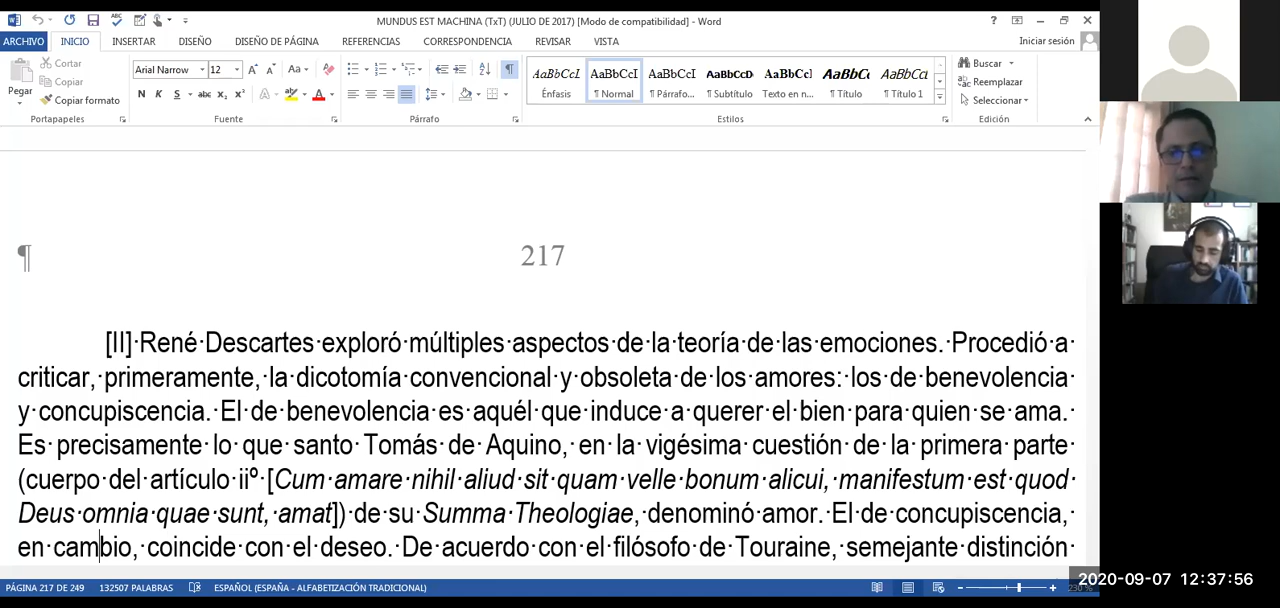 MUNDUS EST MACHINA (TxT) (JULIO DE 2017) [Modo de compatibilidad] - Word
ARCHIVO INICIO INSERTAR DISEÑO DISEÑO DE PÁGINA REFERENCIAS CORRESPONDENCIA REVISAR VISTA Iniciar sesión
Pegar
Cortar
Copiar
Copiar formato
Portapapeles
Arial Narrow 12
Fuente
Párrafo
AaBbCcI AaBbCcI AaBbCcI AaBbCcD AaBbCcI AaBbC AaBbCcI
Énfasis ¶ Normal ¶ Párrafo... ¶ Subtítulo Texto en n... ¶ Título ¶ Título 1
Estilos
Buscar
Reemplazar
Seleccionar
Edición
¶ 217
[II]·René·Descartes·exploró·múltiples·aspectos·de·la·teoría·de·las·emociones.·Procedió·a·
criticar,·primeramente,·la·dicotomía·convencional·y·obsoleta·de·los·amores:·los·de·benevolencia·
y·concupiscencia.·El·de·benevolencia·es·aquél·que·induce·a·querer·el·bien·para·quien·se·ama.·
Es·precisamente·lo·que·santo·Tomás·de·Aquino,·en·la·vigésima·cuestión·de·la·primera·parte·
(cuerpo·del·artículo·iiº·[Cum·amare·nihil·aliud·sit·quam·velle·bonum·alicui,·manifestum·est·quod·
Deus·omnia·quae·sunt,·amat])·de·su·Summa·Theologiae,·denominó·amor.·El·de·concupiscencia,·
en·cambio,·coincide·con·el·deseo.·De·acuerdo·con·el·filósofo·de·Touraine,·semejante·distinción·
PÁGINA 217 DE 249 132507 PALABRAS ESPAÑOL (ESPAÑA - ALFABETIZACIÓN TRADICIONAL) 230 %
2020-09-07 12:37:56